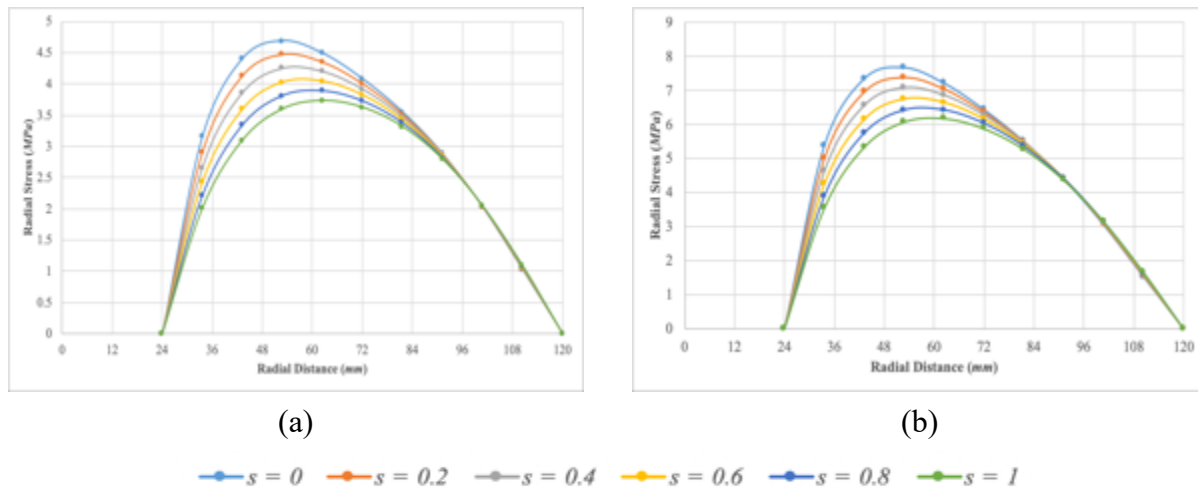 5
4.5
4
3.5
3
2.5
2
1.5
1
0.5
0
Radial Stress (MPa)
0 12 24 36 48 60 72 84 96 108 120
Radial Distance (mm)
(a)
9
8
7
6
5
4
3
2
1
0
Radial Stress (MPa)
0 12 24 36 48 60 72 84 96 108 120
Radial Distance (mm)
(b)
s = 0 s = 0.2 s = 0.4 s = 0.6 s = 0.8 s = 1